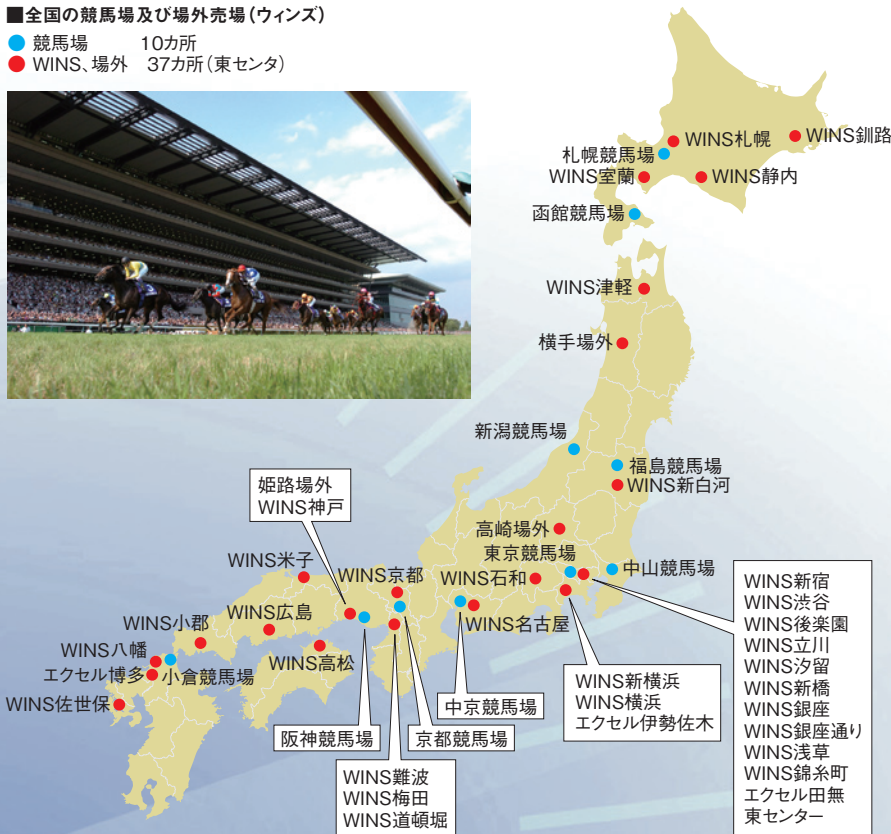 ■全国の競馬場及び場外売場(ウィンズ)
● 競馬場 10カ所
● WINS、場外 37カ所(東センタ)
WINS札幌
WINS釧路
札幌競馬場
WINS室蘭
WINS静内
函館競馬場
WINS津軽
横手場外
新潟競馬場
福島競馬場
WINS新白河
姫路場外
WINS神戸
高崎場外
東京競馬場
中山競馬場
WINS米子
WINS京都
WINS石和
WINS小郡
WINS広島
WINS名古屋
WINS八幡
エクセル博多
小倉競馬場
WINS高松
WINS佐世保
阪神競馬場
京都競馬場
中京競馬場
WINS難波
WINS梅田
WINS道頓堀
WINS新横浜
WINS横浜
エクセル伊勢佐木
WINS新宿
WINS渋谷
WINS後楽園
WINS立川
WINS汐留
WINS新橋
WINS銀座
WINS銀座通り
WINS浅草
WINS錦糸町
エクセル田無
東センター